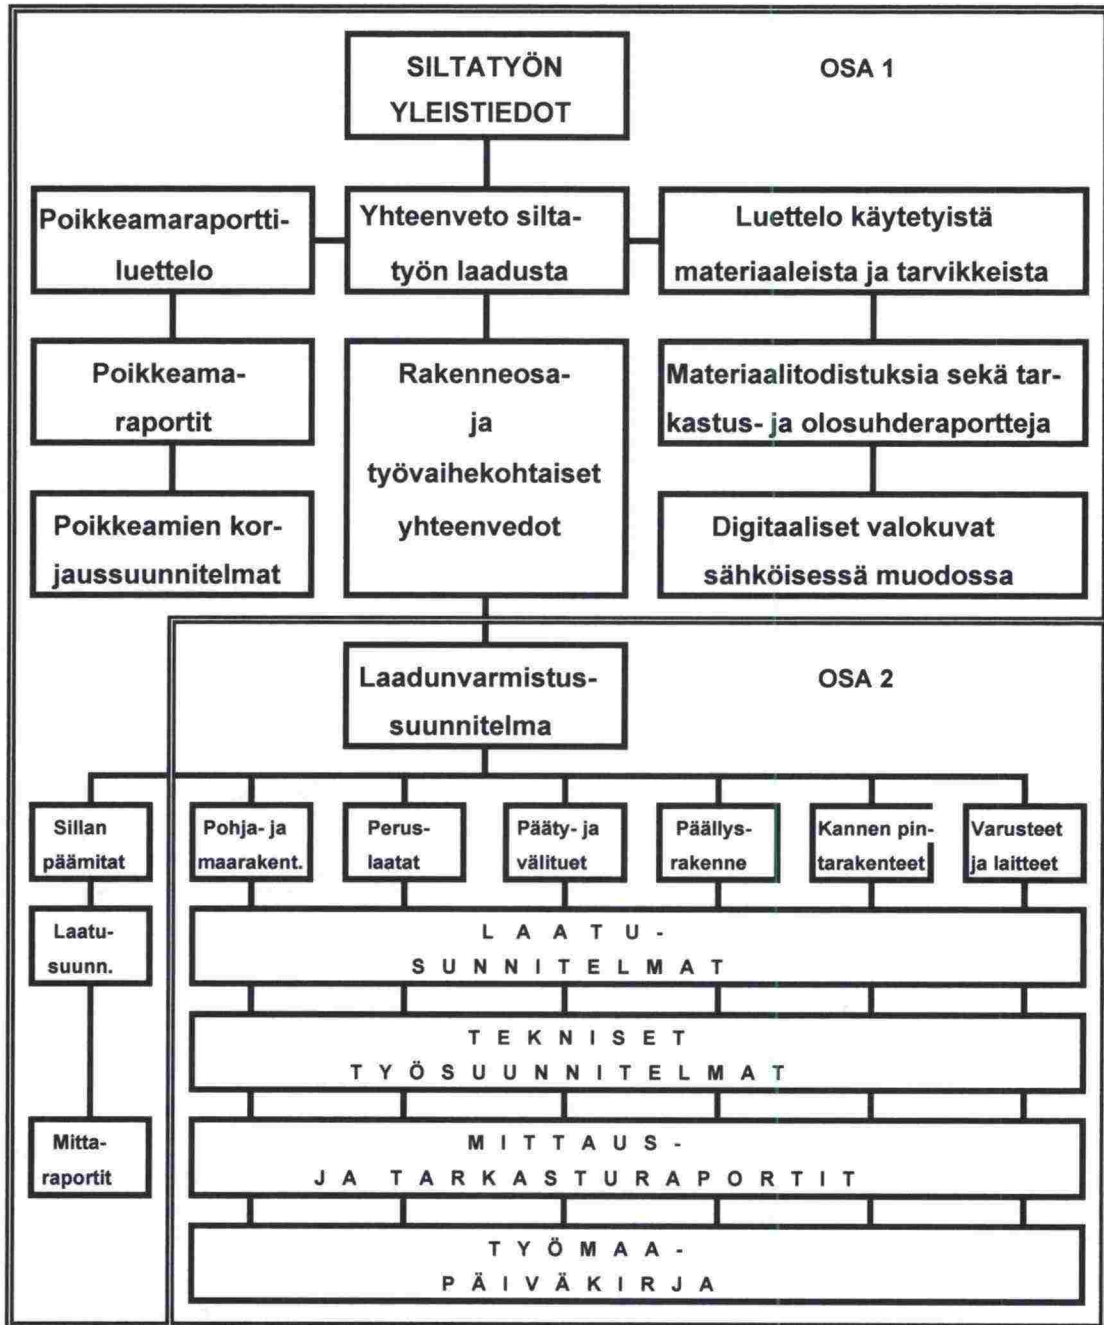 SILTATYÖN
YLEISTIEDOT
OSA 1
Poikkeamaraportti-
luettelo
Yhteenveto silta-
työn laadusta
Luettelo käytetyistä
materiaaleista ja tarvikkeista
Poikkeama-
raportit
Rakenneosa-
ja
työvaihekohtaiset
yhteenvedot
Materiaalitodistuksia sekä tar-
kastus- ja olosuhderaportteja
Poikkeamien kor-
jaussuunnitelmat
Digitaaliset valokuvat
sähköisessä muodossa
Laadunvarmistus-
suunnitelma
OSA 2
Sillan
päämitat
Pohja- ja
maarakent.
Perus-
laatat
Pääty- ja
välituet
Päällys-
rakenne
Kannen pin-
tarakenteet
Varusteet
ja laitteet
Laatu-
suunn.
L A A T U -
S U N N I T E L M A T
T E K N I S E T
T Y Ö S U U N N I T E L M A T
Mitta-
raportit
M I T T A U S -
J A T A R K A S T U R A P O R T I T
T Y Ö M A A -
P Ä I V Ä K I R J A